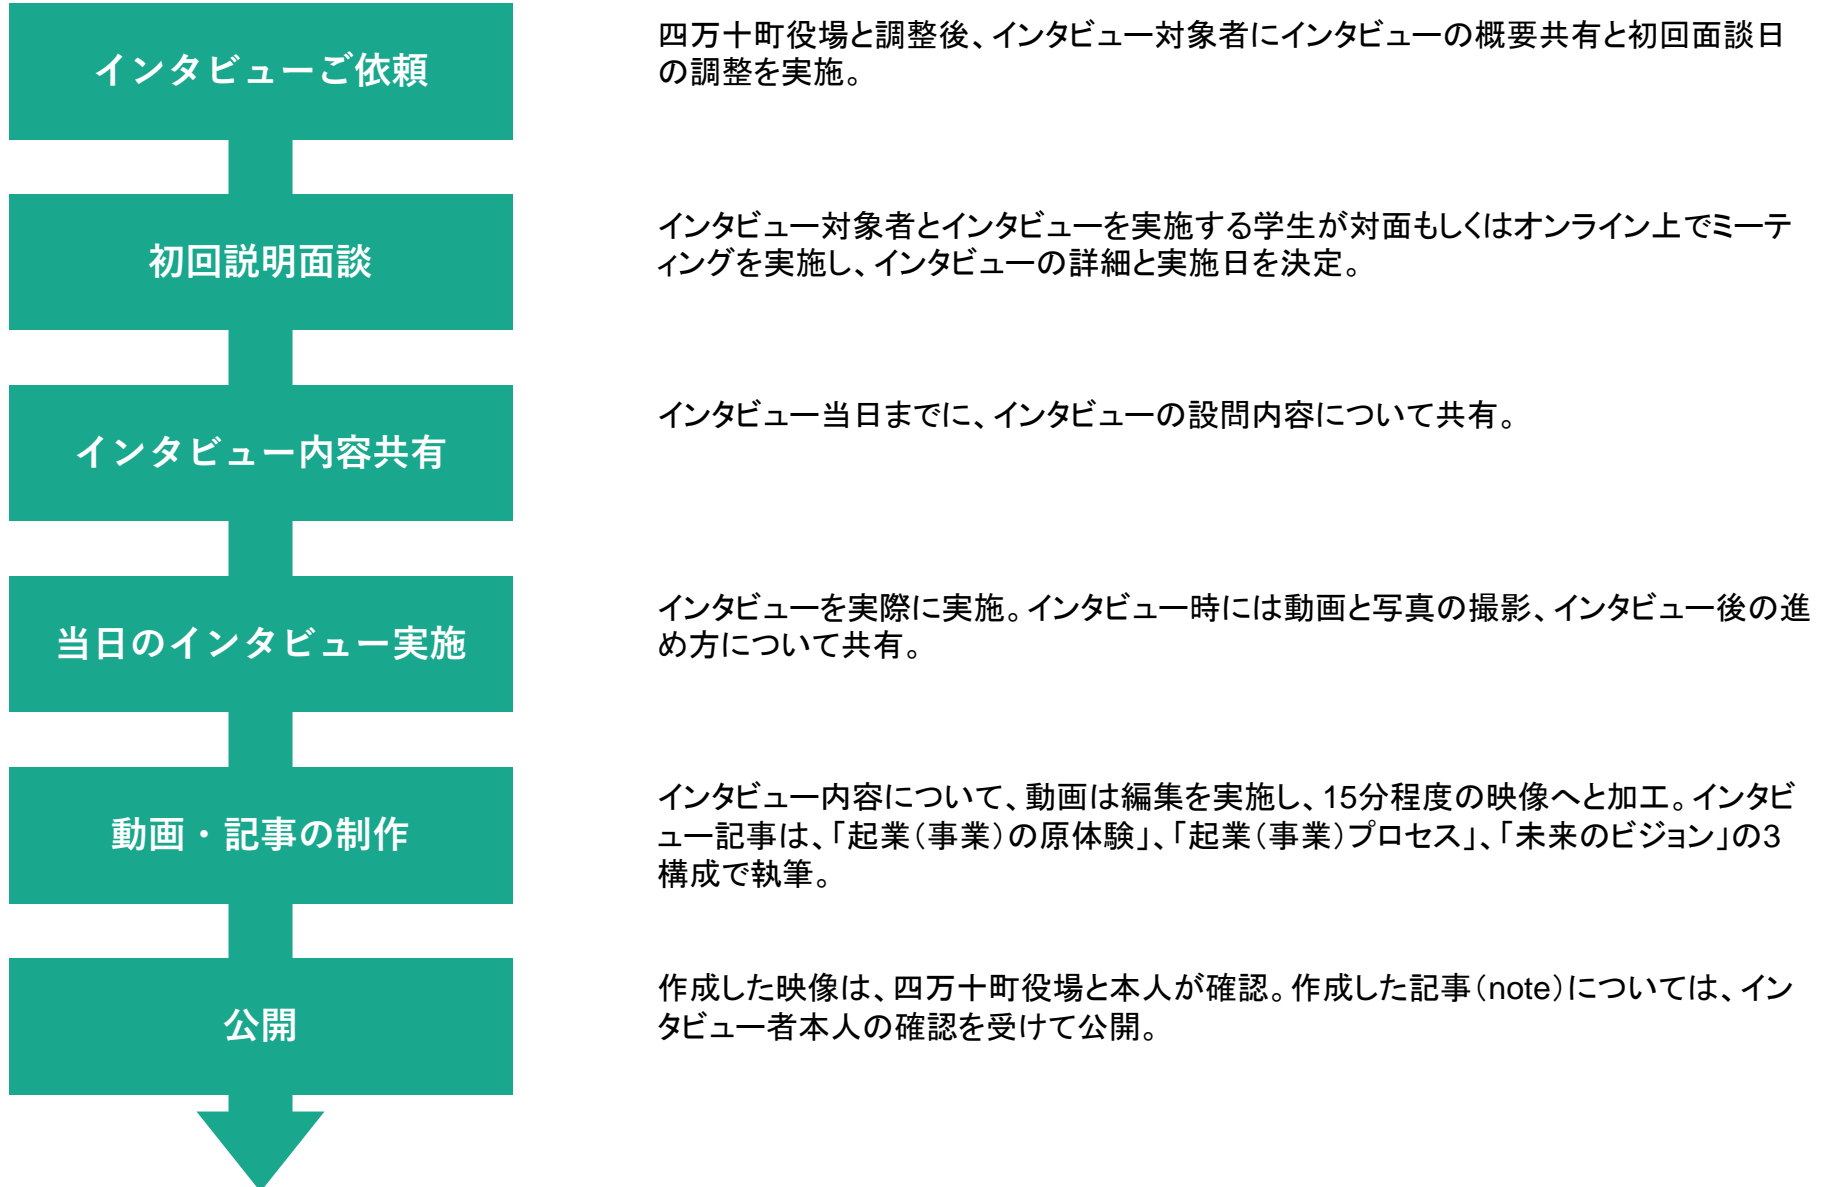 インタビューご依頼
四万十町役場と調整後、インタビュー対象者にインタビューの概要共有と初回面談日
の調整を実施。
初回説明面談
インタビュー対象者とインタビューを実施する学生が対面もしくはオンライン上でミーテ
ィングを実施し、インタビューの詳細と実施日を決定。
インタビュー内容共有
インタビュー当日までに、インタビューの設問内容について共有。
当日のインタビュー実施
インタビューを実際に実施。インタビュー時には動画と写真の撮影、インタビュー後の進
め方について共有。
動画・記事の制作
インタビュー内容について、動画は編集を実施し、15分程度の映像へと加工。インタビ
ュー記事は、「起業(事業)の原体験」、「起業(事業)プロセス」、「未来のビジョン」の3
構成で執筆。
公開
作成した映像は、四万十町役場と本人が確認。作成した記事(note)については、イン
タビュー者本人の確認を受けて公開。